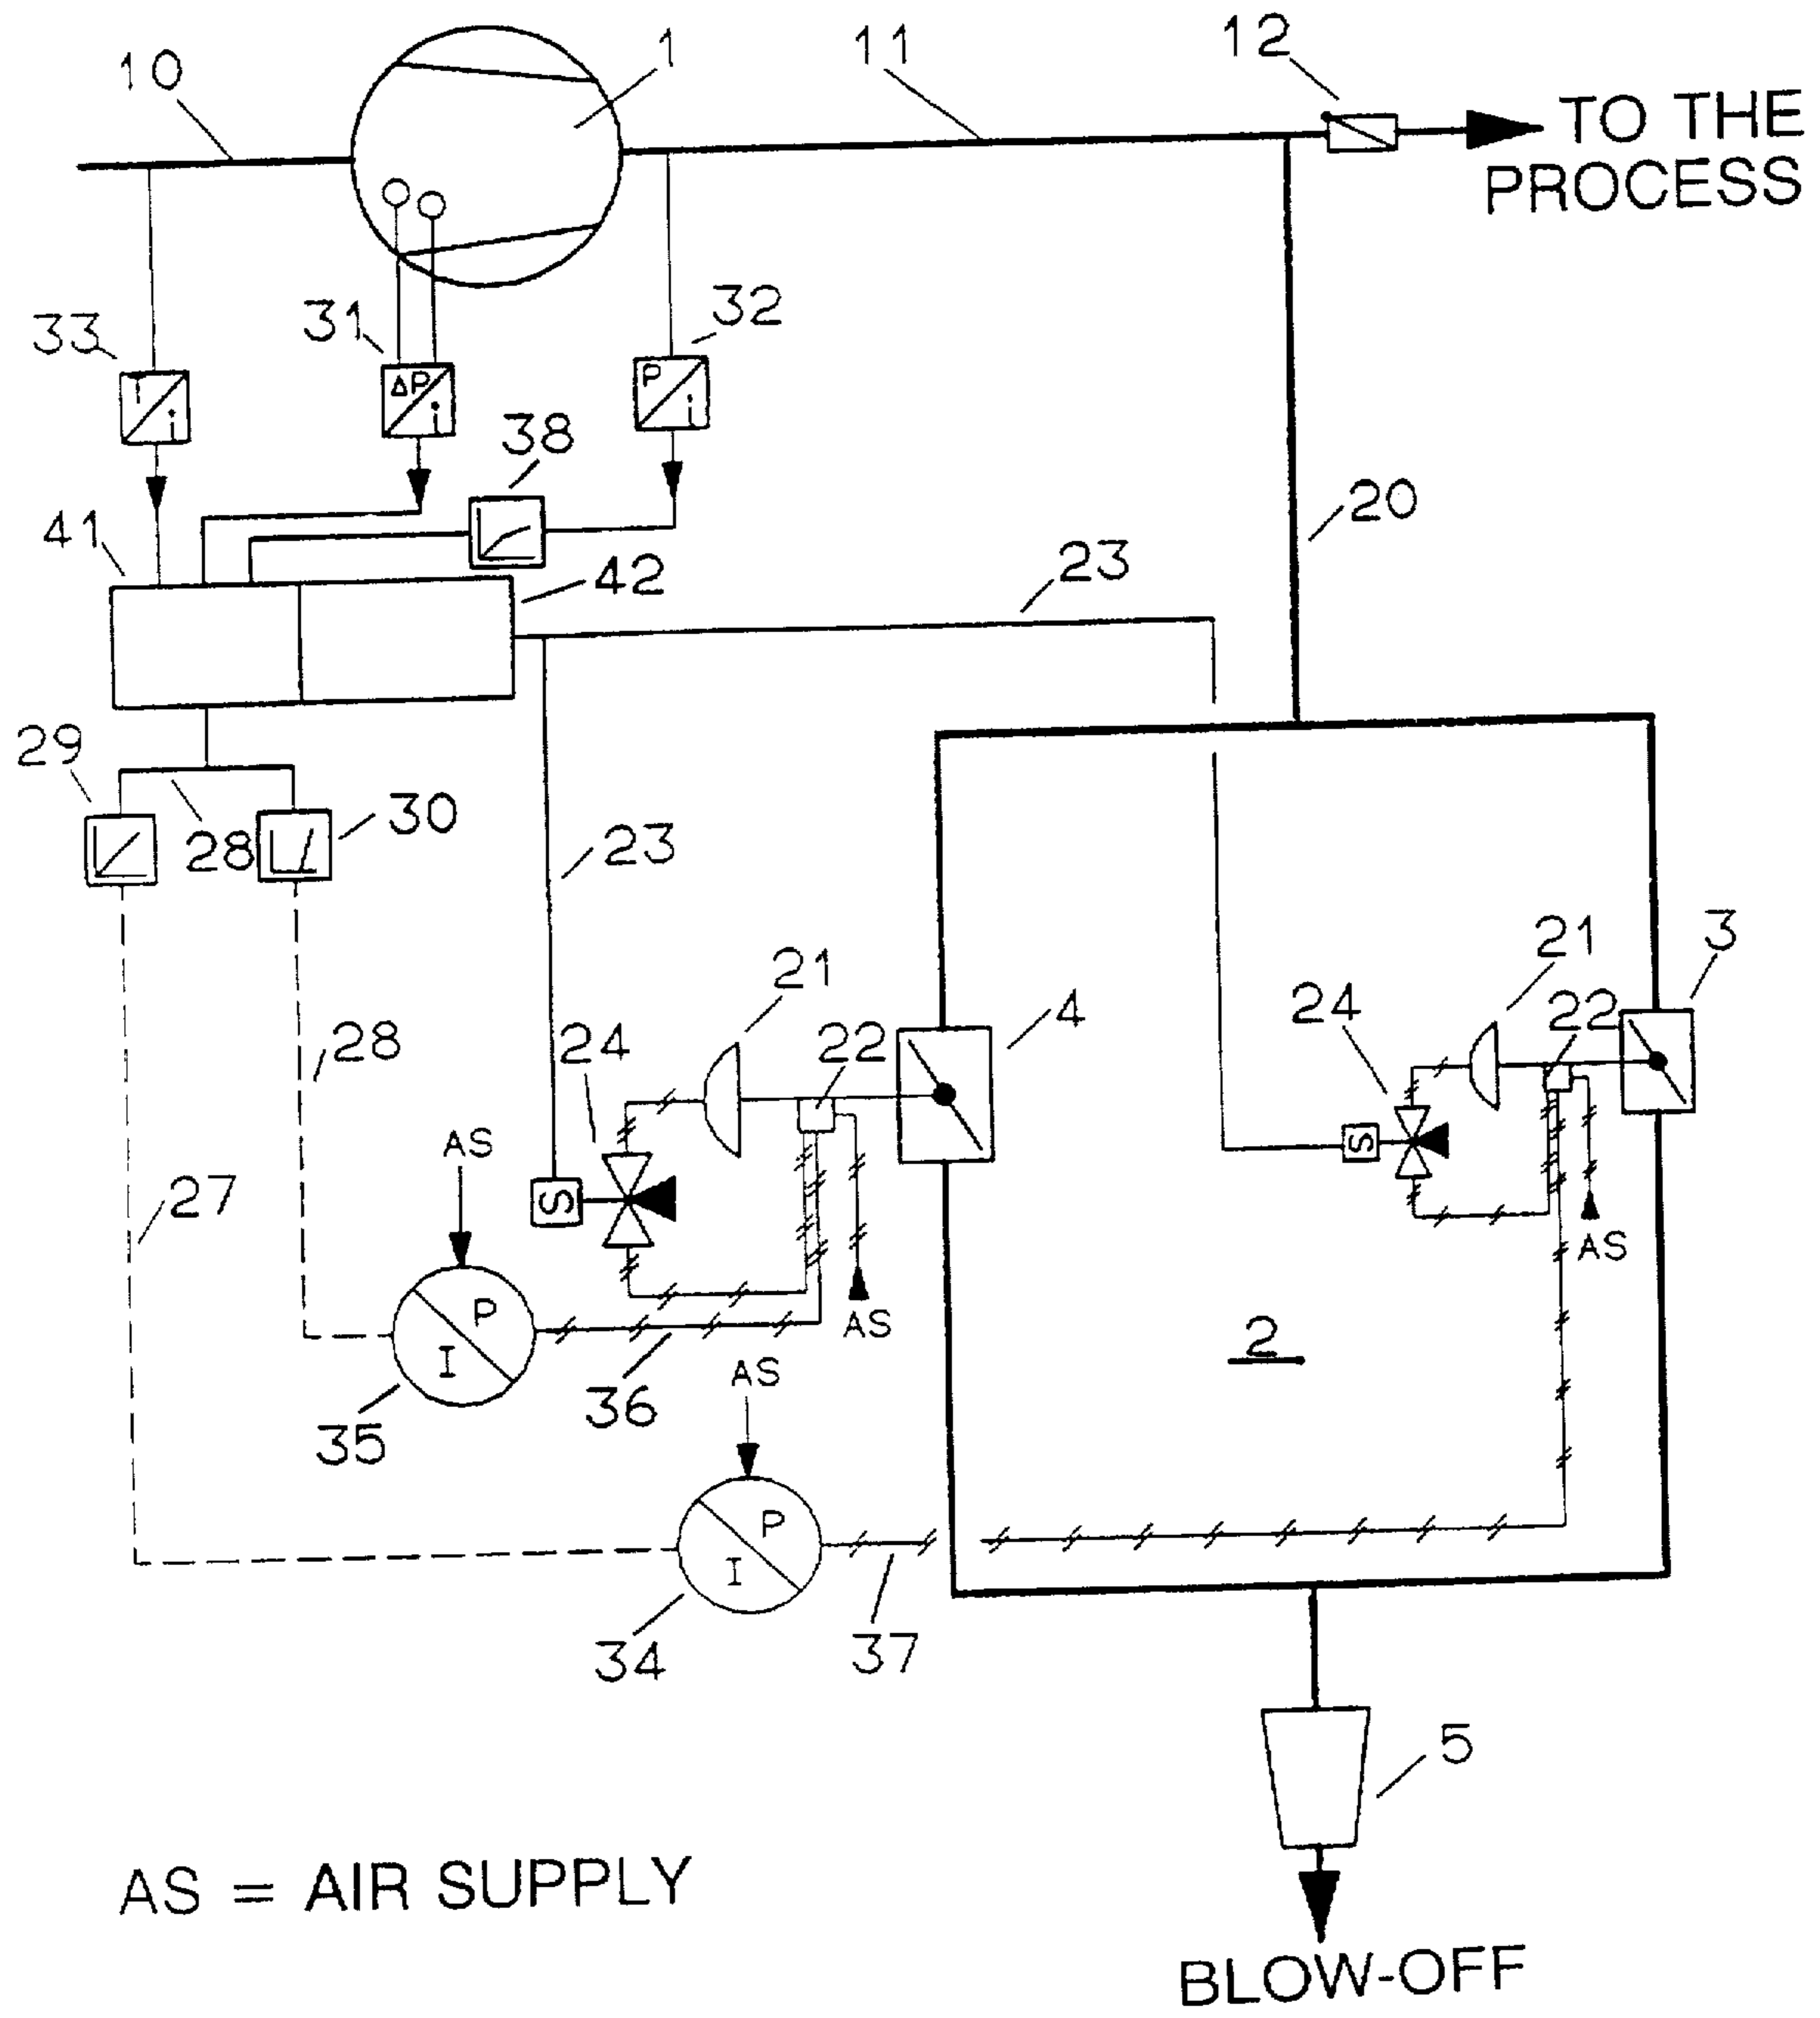 10
1
11
12
TO THE
PROCESS
33
31
32
T
i
ΔP
i
P
i
38
41
42
23
20
29
28
30
23
21
3
21
4
24
22
28
24
22
S
AS
S
27
AS
P
I
AS
36
2
35
AS
P
I
34
37
5
AS = AIR SUPPLY
BLOW-OFF